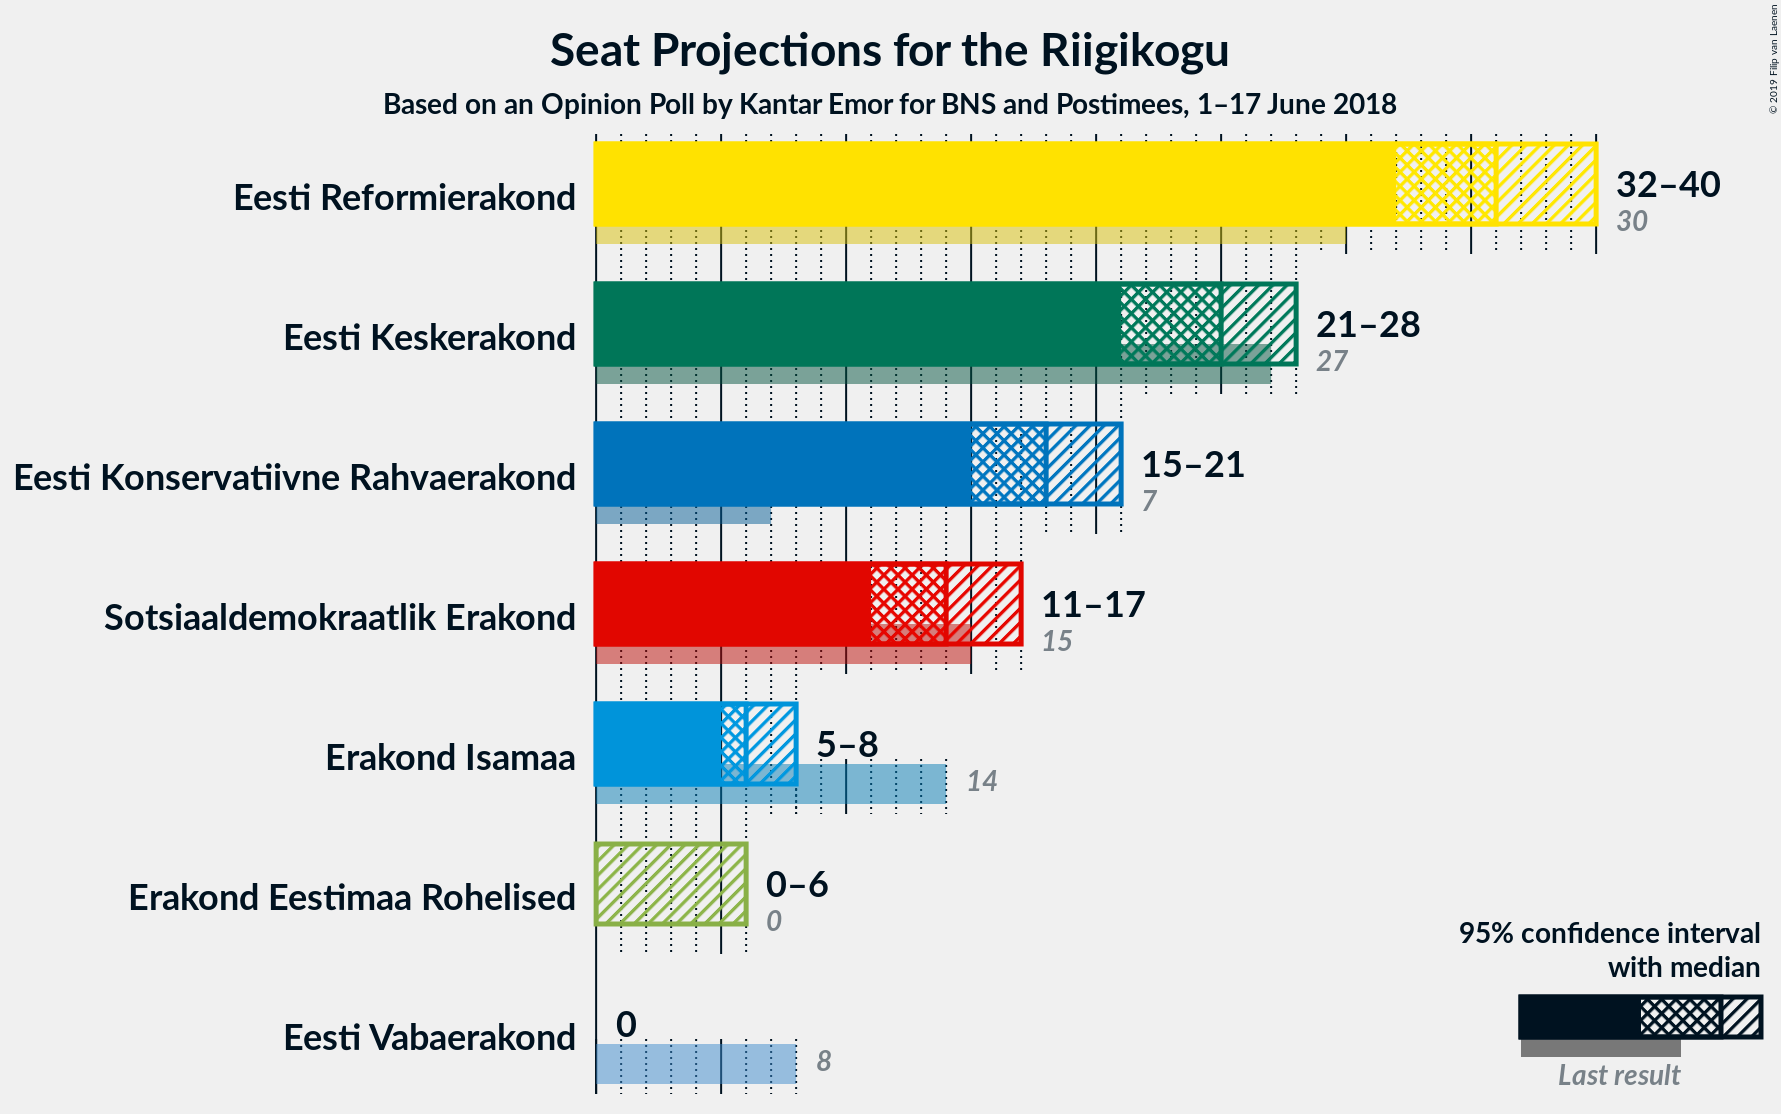 Seat Projections for the Riigikogu
Based on an Opinion Poll by Kantar Emor for BNS and Postimees, 1–17 June 2018
© 2019 Filip van Laenen
Eesti Reformierakond
32–40
30
Eesti Keskerakond
21–28
27
Eesti Konservatiivne Rahvaerakond
15–21
7
Sotsiaaldemokraatlik Erakond
11–17
15
Erakond Isamaa
5–8
14
Erakond Eestimaa Rohelised
0–6
0
Eesti Vabaerakond
0
8
95% confidence interval
with median
Last result